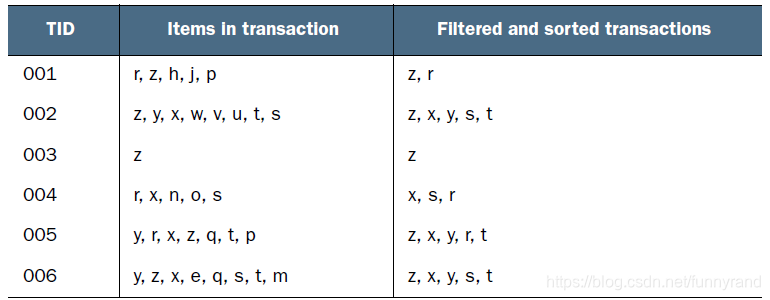 TID Items in transaction Filtered and sorted transactions
001 r, z, h, j, p z, r
002 z, y, x, w, v, u, t, s z, x, y, s, t
003 z z
004 r, x, n, o, s x, s, r
005 y, r, x, z, q, t, p z, x, y, r, t
006 y, z, x, e, q, s, t, m z, x, y, s, t
https://blog.csdn.net/funnyrand